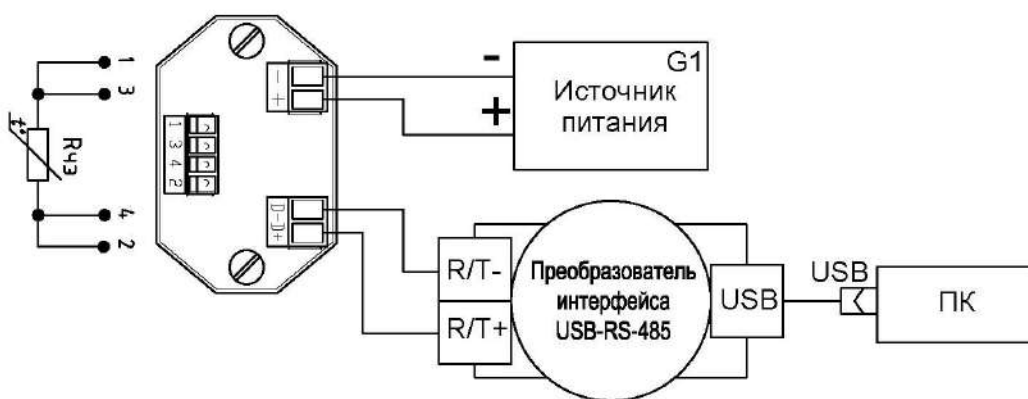 1
3
t°
Rчэ
4
2
-
+
1
3
4
2
D-
D+
-
+
G1
Источник
питания
R/T-
R/T+
Преобразователь
интерфейса
USB-RS-485
USB
USB
ПК